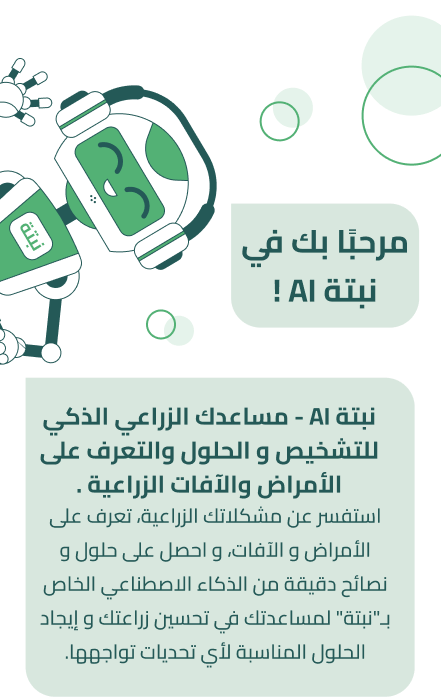 نبتة
مرحبًا بك في
نبتة AI !
نبتة AI - مساعدك الزراعي الذكي
للتشخيص و الحلول والتعرف على
الأمراض والآفات الزراعية .
استفسر عن مشكلاتك الزراعية، تعرف على
الأمراض و الآفات، و احصل على حلول و
نصائح دقيقة من الذكاء الاصطناعي الخاص
بـ"نبتة" لمساعدتك في تحسين زراعتك و إيجاد
الحلول المناسبة لأي تحديات تواجهها.